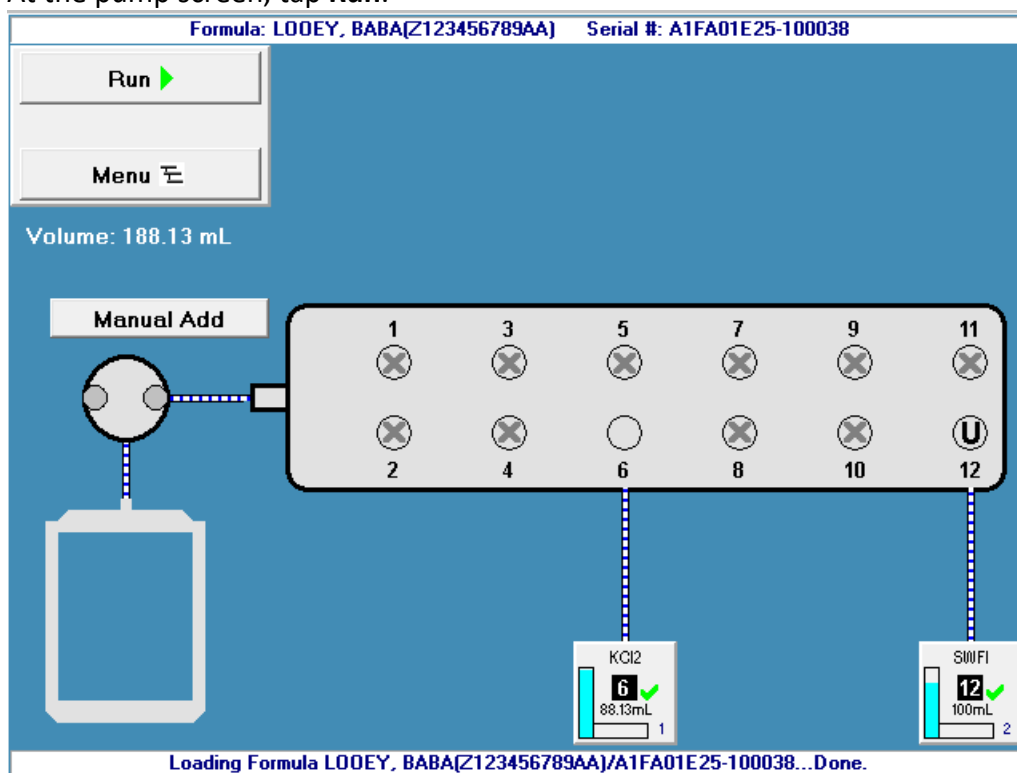 Formula: LOOEY, BABA(Z123456789AA) Serial #: A1FA01E25-100038
Run
Menu
Volume: 188.13 mL
Manual Add
1 3 5 7 9 11
U
2 4 6 8 10 12
KCl2
6
88.13mL
1
SWFI
12
100mL
2
Loading Formula LOOEY, BABA(Z123456789AA)/A1FA01E25-100038...Done.